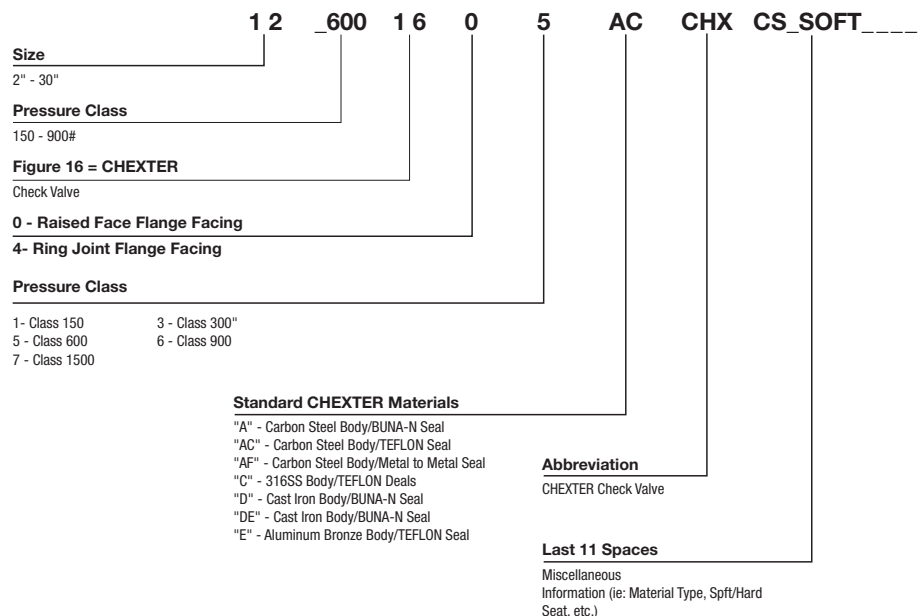 12 _600 16 0 5 AC CHX CS_SOFT____
Size
2" - 30"
Pressure Class
150 - 900#
Figure 16 = CHEXTER
Check Valve
0 - Raised Face Flange Facing
4- Ring Joint Flange Facing
Pressure Class
1- Class 150 3 - Class 300"
5 - Class 600 6 - Class 900
7 - Class 1500
Standard CHEXTER Materials
"A" - Carbon Steel Body/BUNA-N Seal
"AC" - Carbon Steel Body/TEFLON Seal
"AF" - Carbon Steel Body/Metal to Metal Seal
"C" - 316SS Body/TEFLON Deals
"D" - Cast Iron Body/BUNA-N Seal
"DE" - Cast Iron Body/BUNA-N Seal
"E" - Aluminum Bronze Body/TEFLON Seal
Abbreviation
CHEXTER Check Valve
Last 11 Spaces
Miscellaneous
Information (ie: Material Type, Spft/Hard
Seat, etc.)